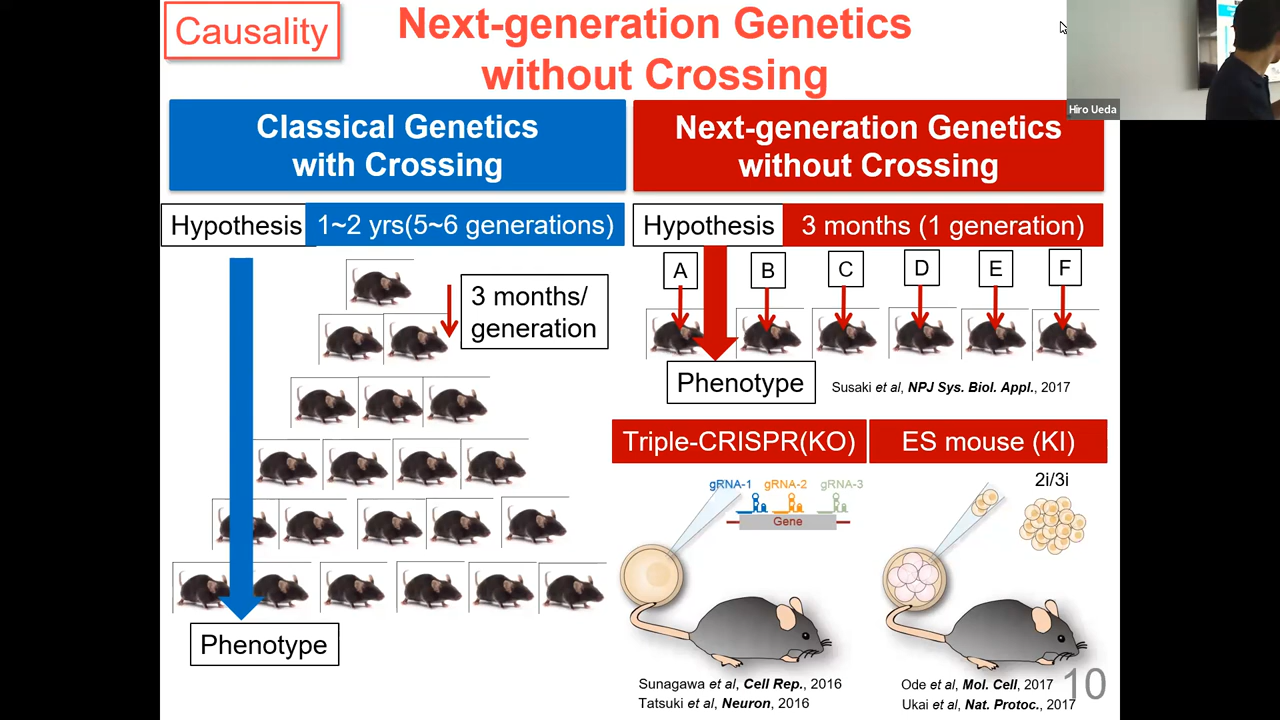 Causality
Next-generation Genetics
without Crossing
Hiro Ueda
Classical Genetics
with Crossing
Hypothesis
1~2 yrs(5~6 generations)
3 months/
generation
Phenotype
Next-generation Genetics
without Crossing
Hypothesis
3 months (1 generation)
A
B
C
D
E
F
Phenotype
Susaki et al, NPJ Sys. Biol. Appl., 2017
Triple-CRISPR(KO)
gRNA-1 gRNA-2 gRNA-3
Gene
Sunagawa et al, Cell Rep., 2016
Tatsuki et al, Neuron, 2016
ES mouse (KI)
2i/3i
Ode et al, Mol. Cell, 2017
Ukai et al, Nat. Protoc., 2017
10